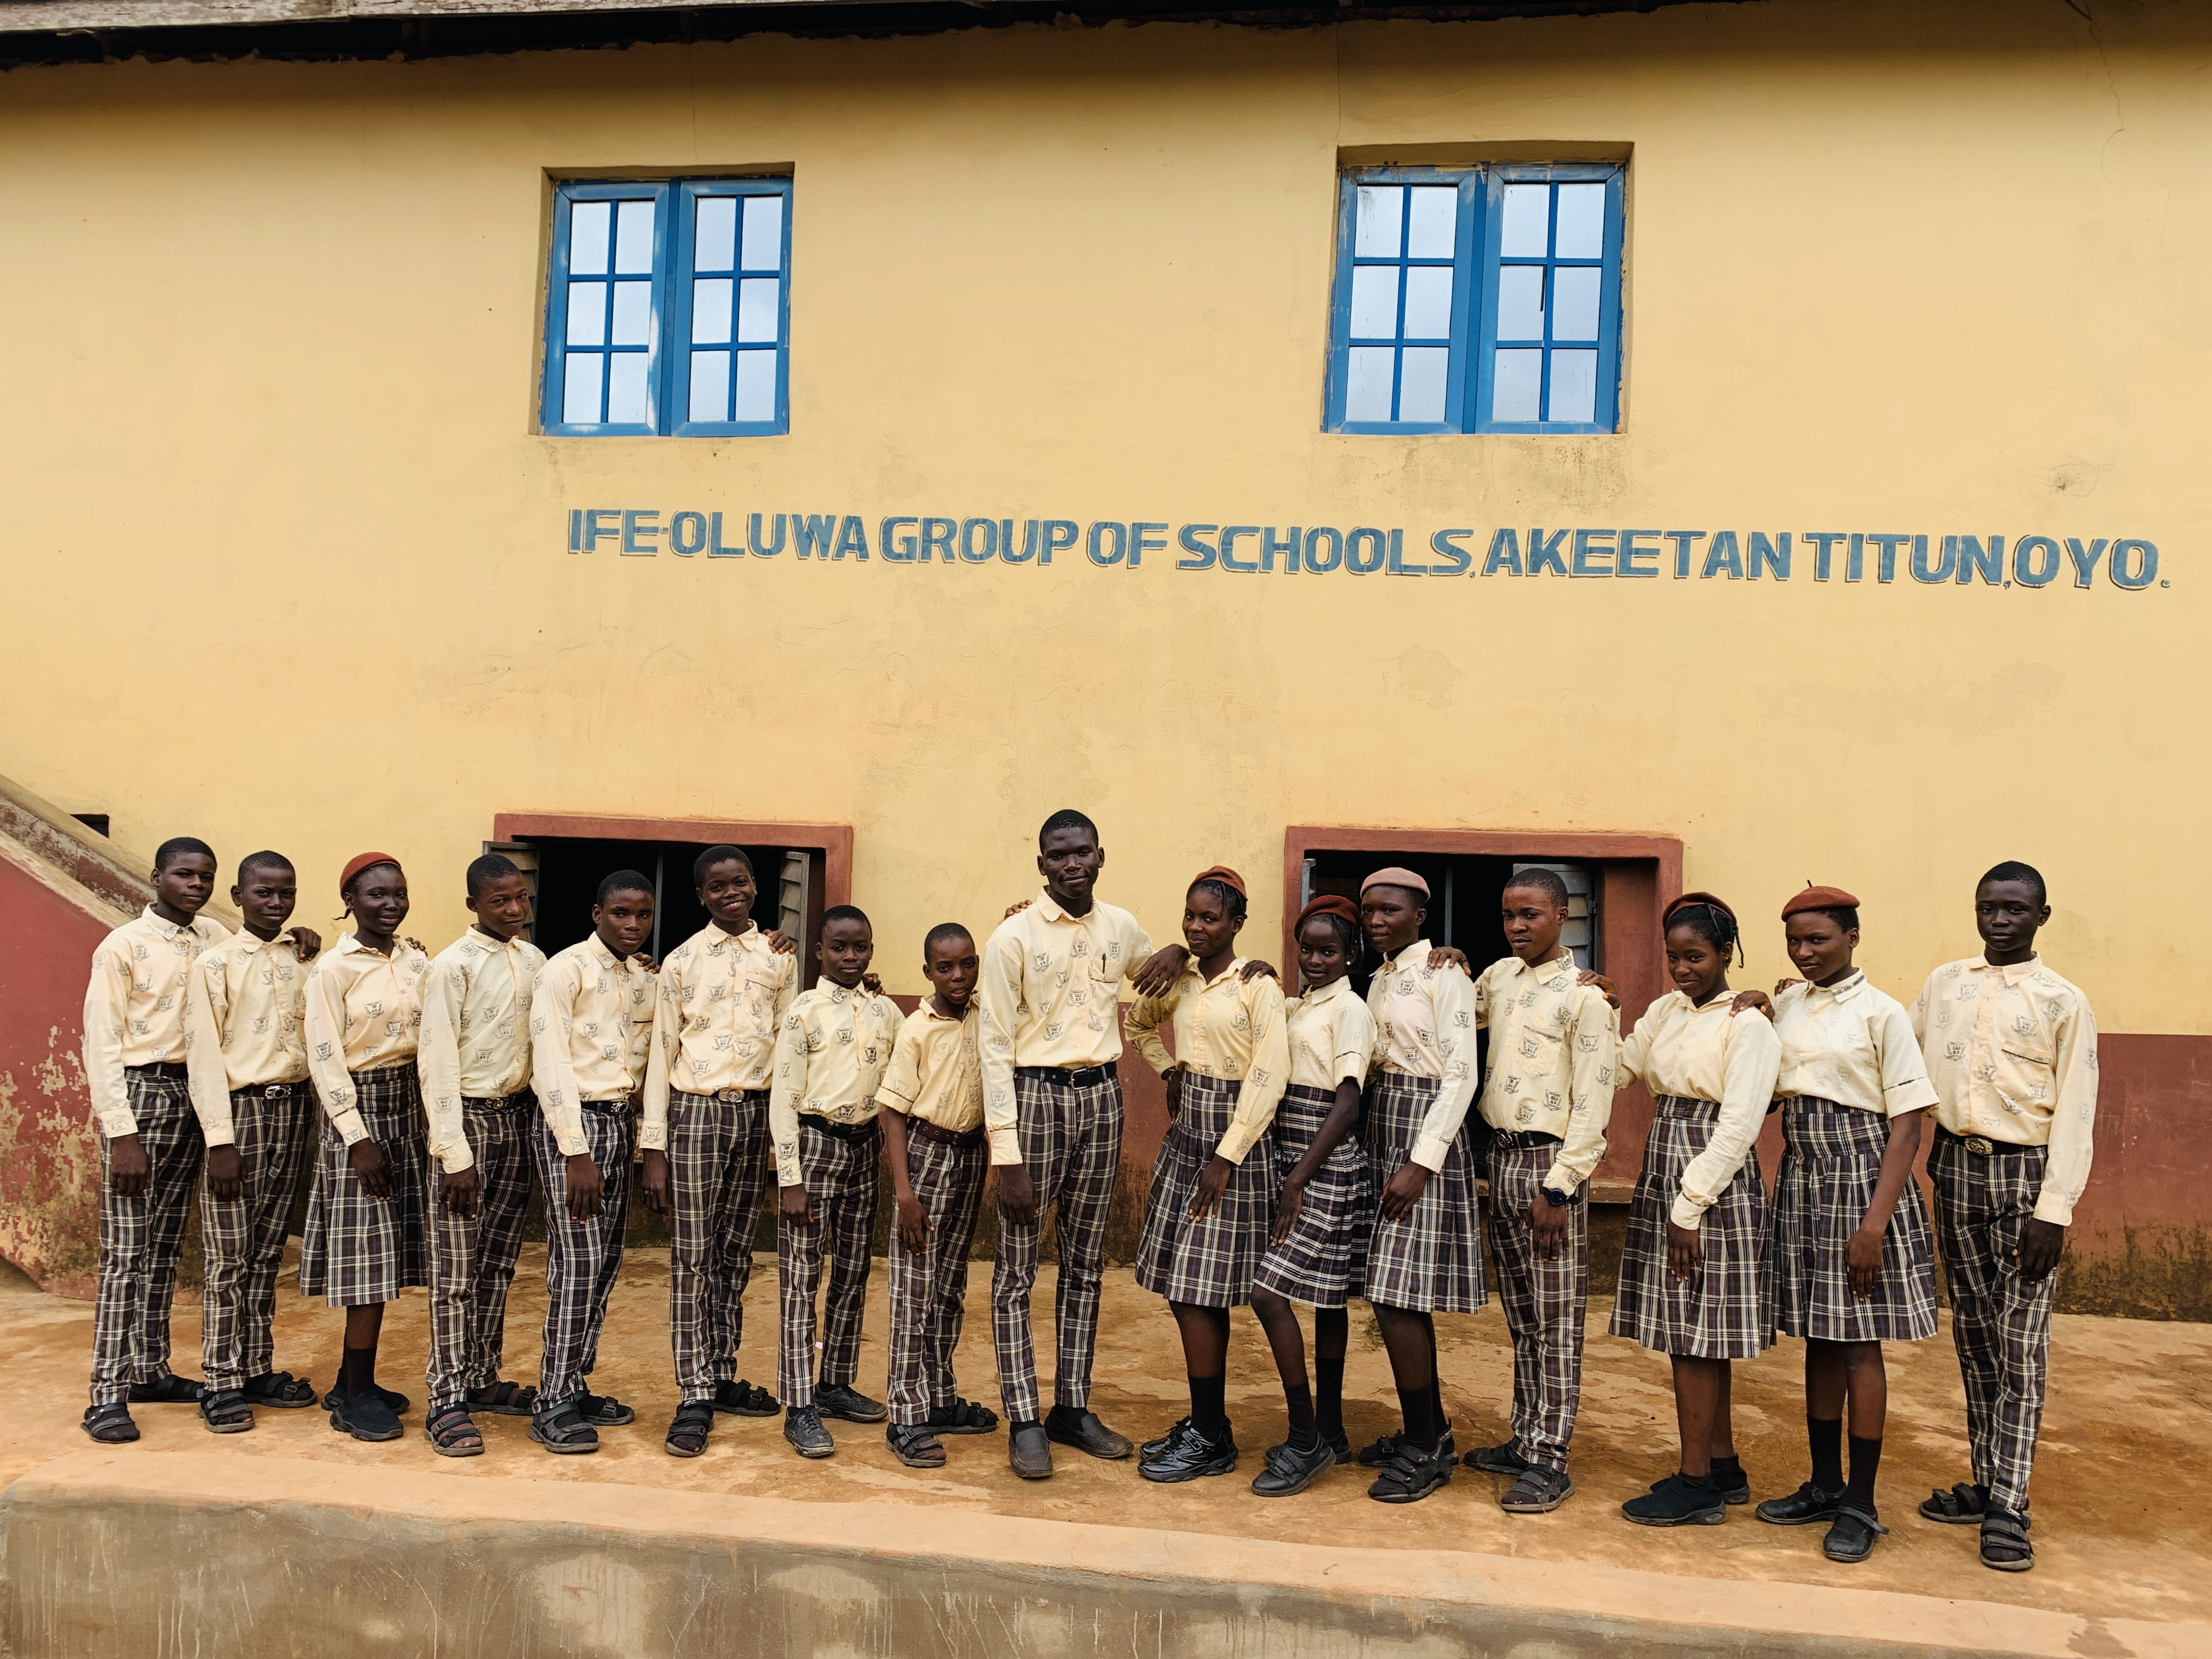 IFE-OLUWA GROUP OF SCHOOLS, AKEETAN TITUN, OYO.